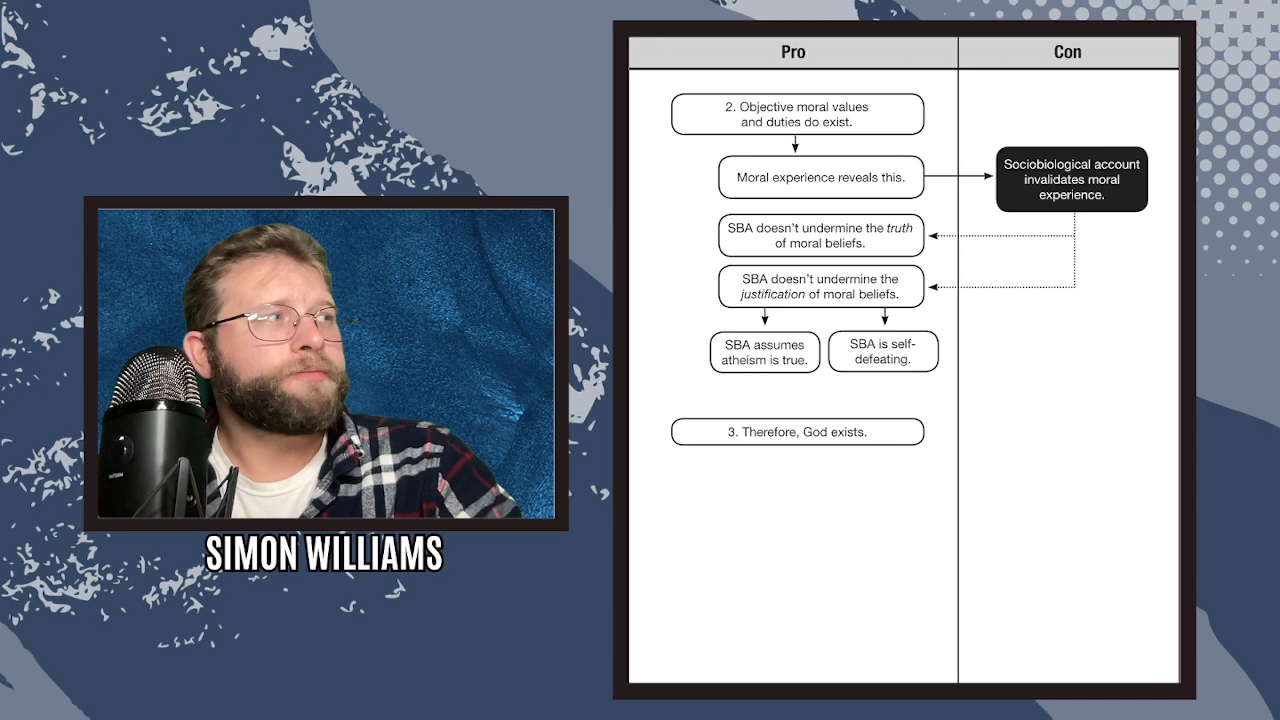 Pro
Con
2. Objective moral values
and duties do exist.
Moral experience reveals this.
Sociobiological account
invalidates moral
experience.
SBA doesn't undermine the truth
of moral beliefs.
SBA doesn't undermine the
justification of moral beliefs.
SBA assumes
atheism is true.
SBA is self-
defeating.
3. Therefore, God exists.
SIMON WILLIAMS